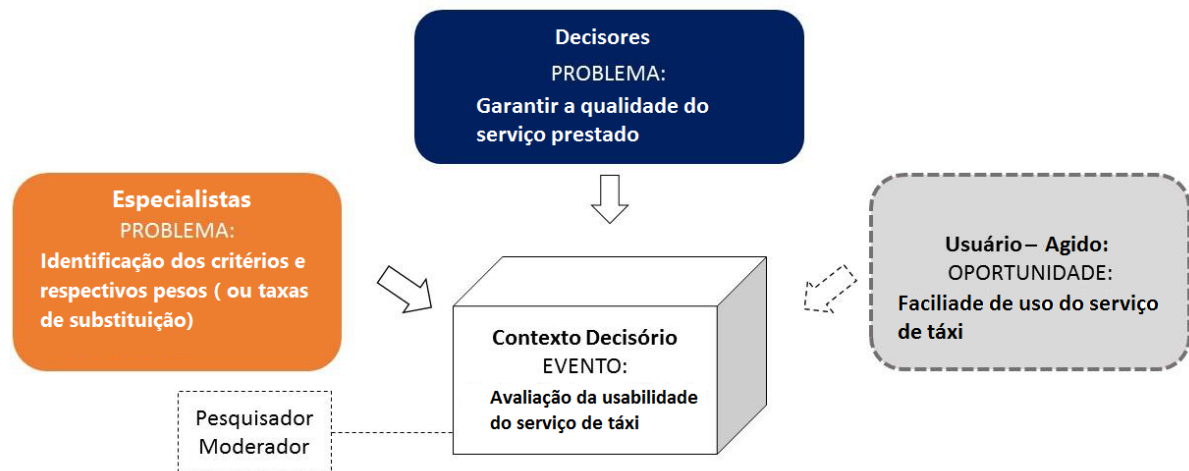 Decisores
PROBLEMA:
Garantir a qualidade do
serviço prestado
Especialistas
PROBLEMA:
Identificação dos critérios e
respectivos pesos ( ou taxas
de substituição)
Usuário – Agido:
OPORTUNIDADE:
Faciliade de uso do serviço
de táxi
Contexto Decisório
EVENTO:
Avaliação da usabilidade
do serviço de táxi
Pesquisador
Moderador